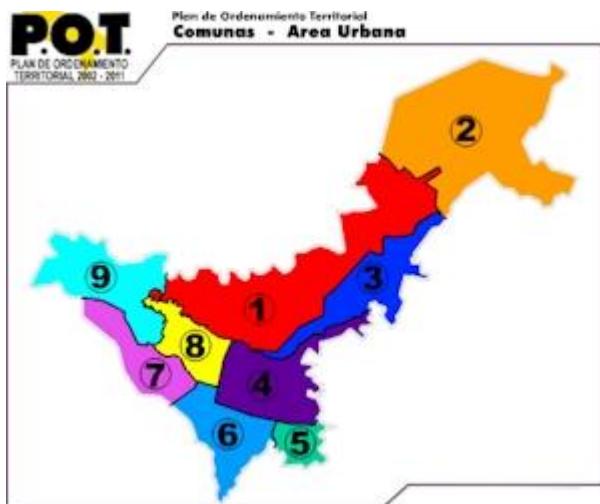 P.O.T.
PLAN DE ORDENAMIENTO
TERRITORIAL 2002 - 2011
Plan de Ordenamiento Territorial
Comunas - Area Urbana
2
3
9
1
8
7
4
6
5